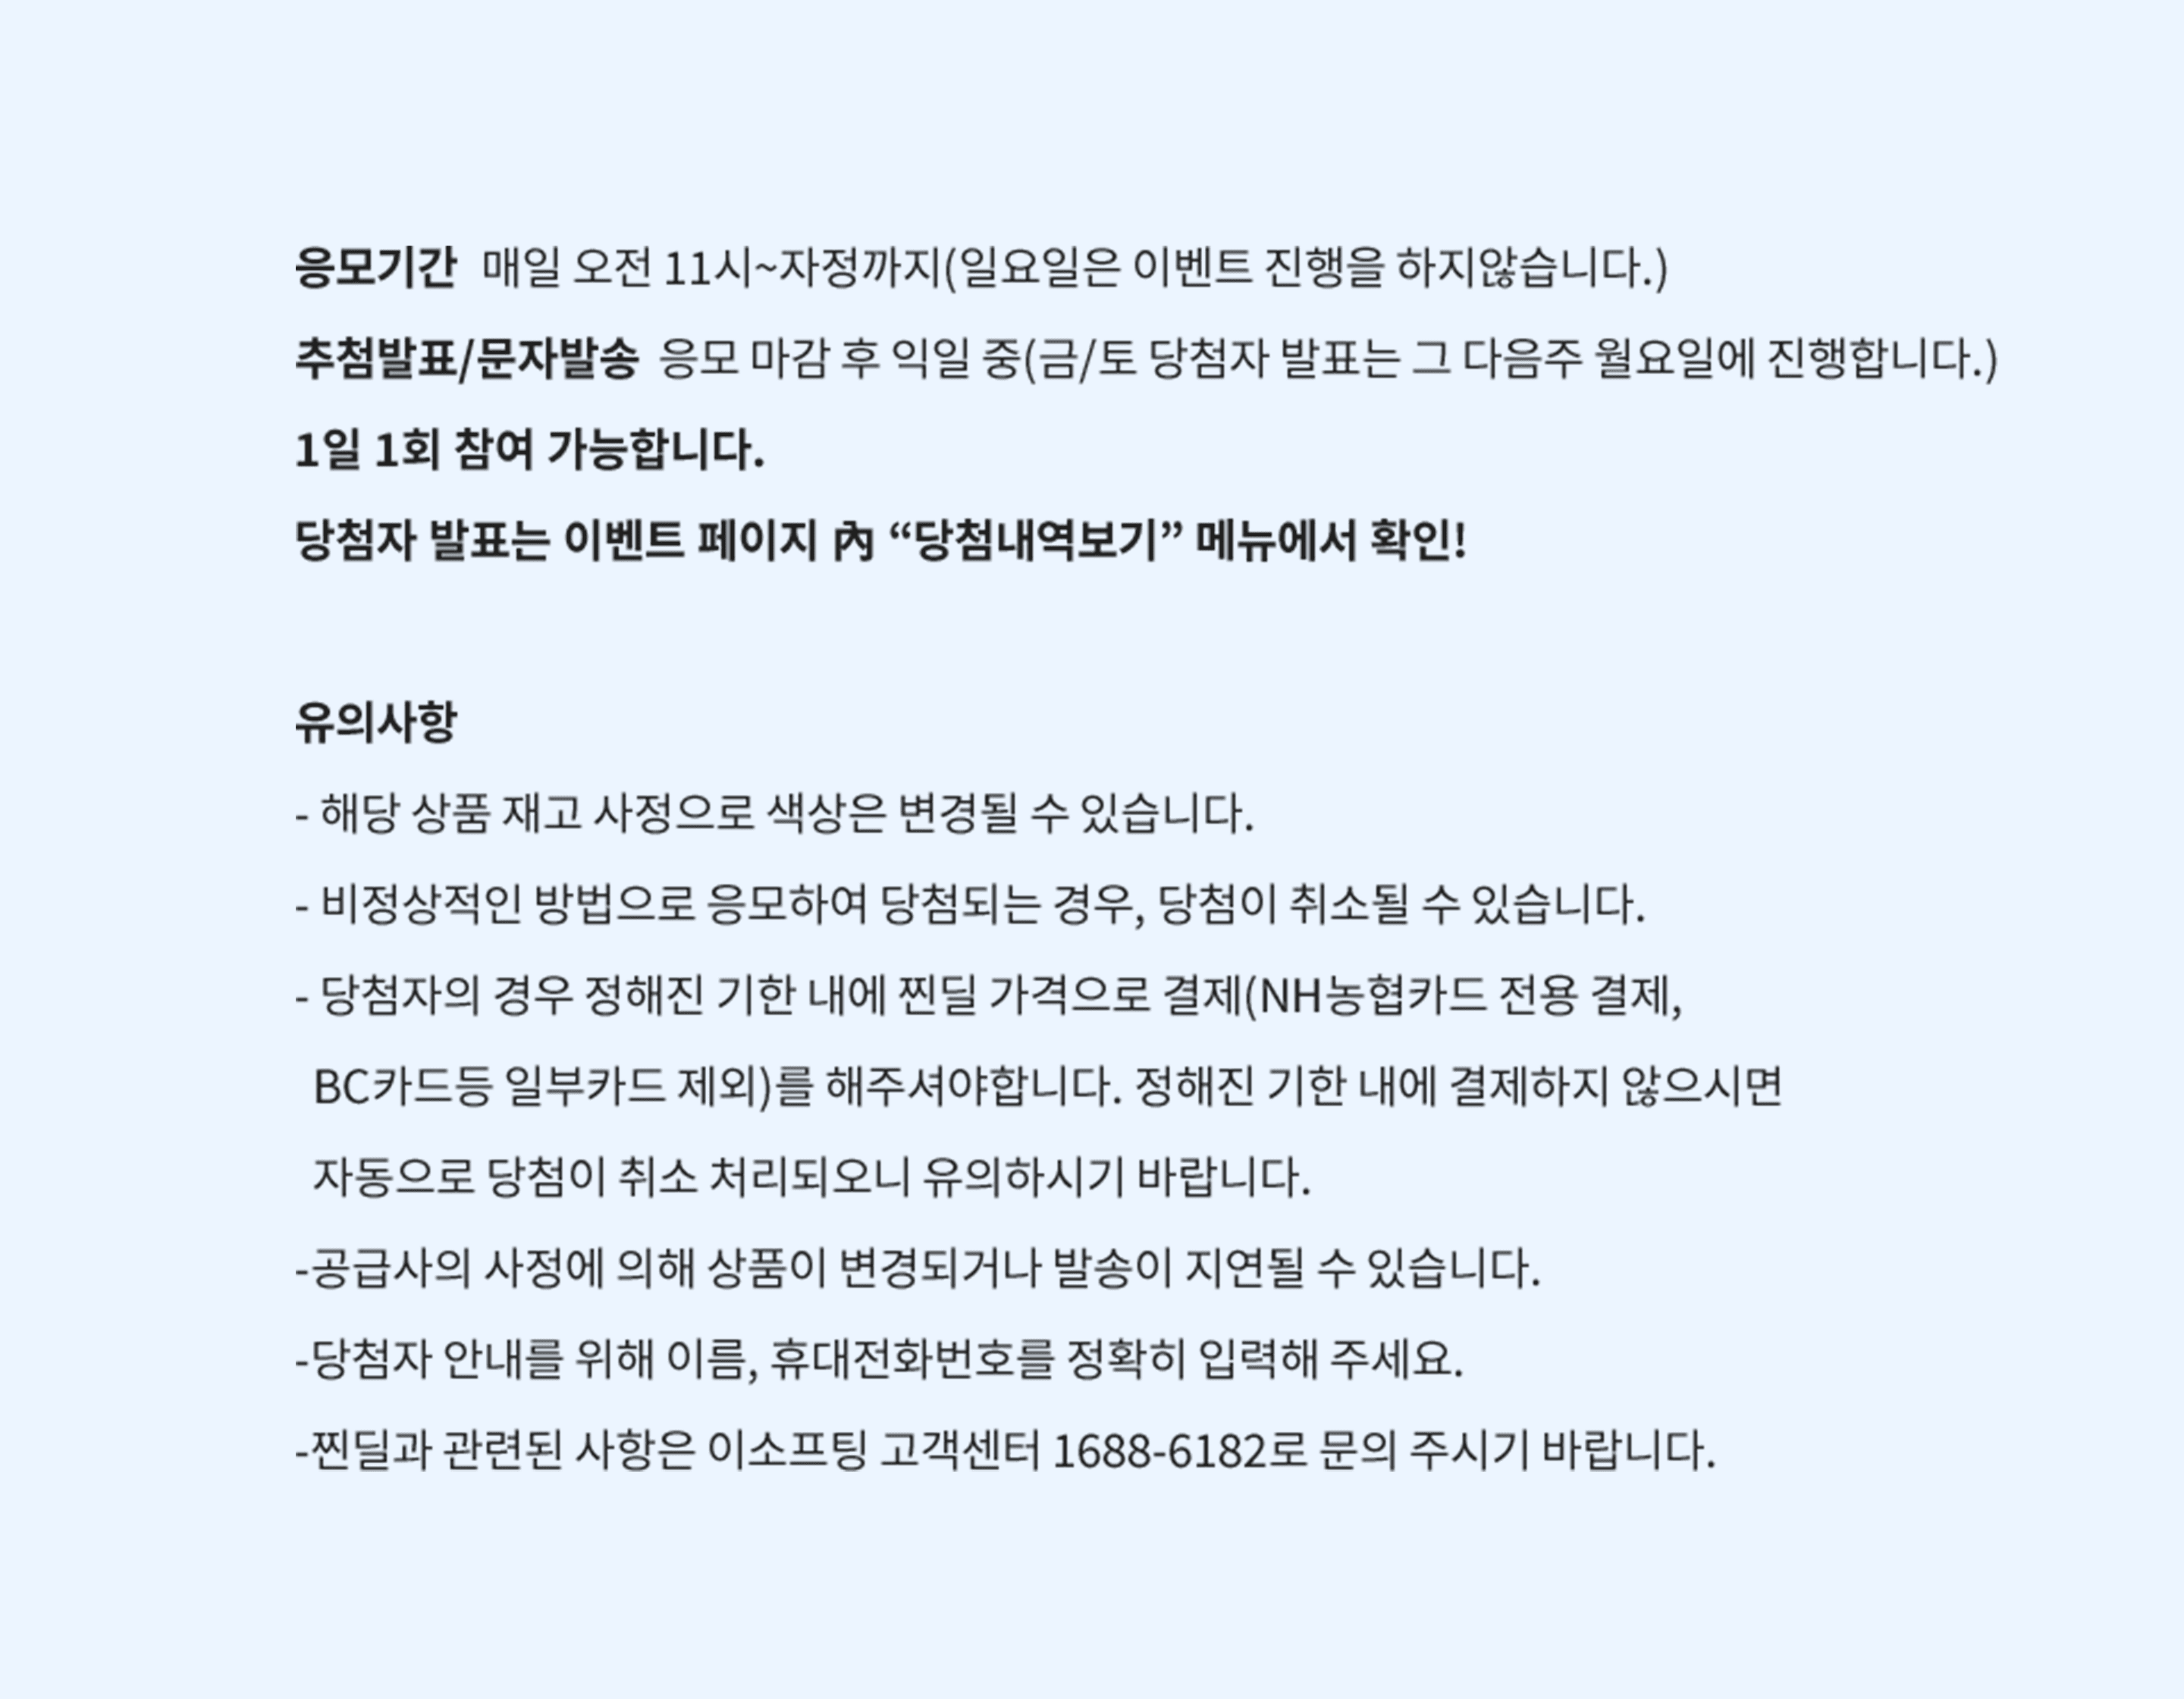 응모기간 매일 오전 11시~자정까지(일요일은 이벤트 진행을 하지않습니다.)
추첨발표/문자발송 응모 마감 후 익일 중(금/토 당첨자 발표는 그 다음주 월요일에 진행합니다.)
1일 1회 참여 가능합니다.
당첨자 발표는 이벤트 페이지 內 “당첨내역보기” 메뉴에서 확인!
유의사항
- 해당 상품 재고 사정으로 색상은 변경될 수 있습니다.
- 비정상적인 방법으로 응모하여 당첨되는 경우, 당첨이 취소될 수 있습니다.
- 당첨자의 경우 정해진 기한 내에 찐딜 가격으로 결제(NH농협카드 전용 결제,
BC카드등 일부카드 제외)를 해주셔야합니다. 정해진 기한 내에 결제하지 않으시면
자동으로 당첨이 취소 처리되오니 유의하시기 바랍니다.
-공급사의 사정에 의해 상품이 변경되거나 발송이 지연될 수 있습니다.
-당첨자 안내를 위해 이름, 휴대전화번호를 정확히 입력해 주세요.
-찐딜과 관련된 사항은 이소프팅 고객센터 1688-6182로 문의 주시기 바랍니다.